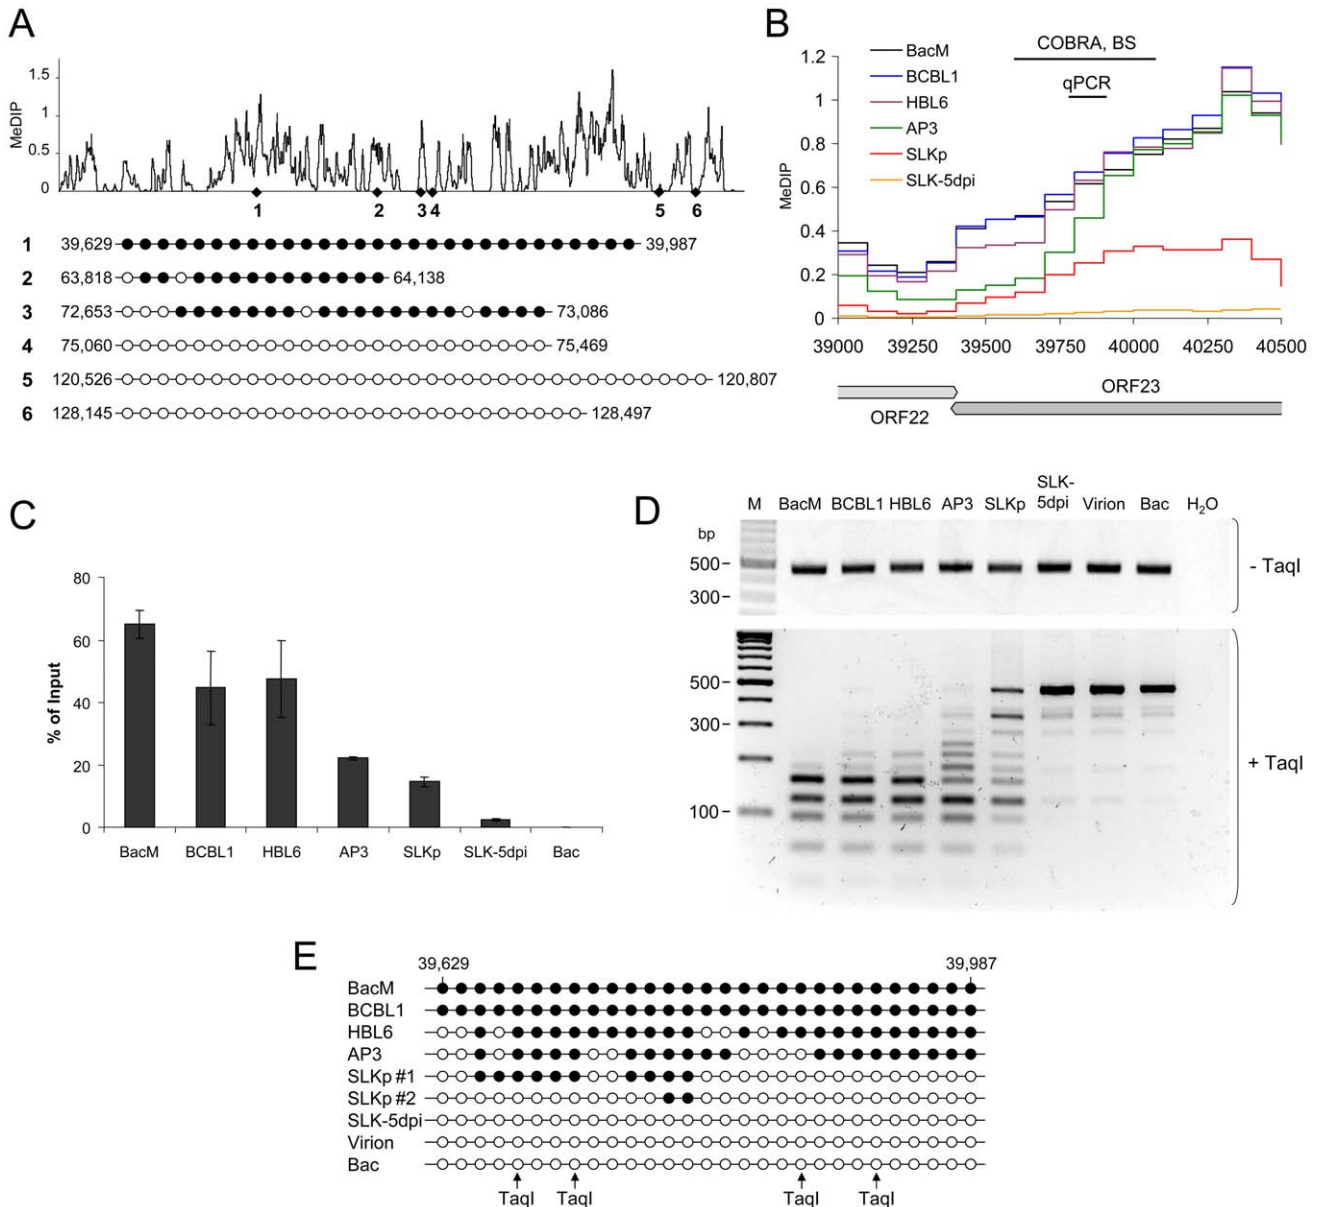 A
MeDIP
1.5
1
0.5
0
1 2 3 4 5 6
1 39,629 39,987
2 63,818 64,138
3 72,653 73,086
4 75,060 75,469
5 120,526 120,807
6 128,145 128,497
B
MeDIP
1.2
1
0.8
0.6
0.4
0.2
0
BacM
BCBL1
HBL6
AP3
SLKp
SLK-5dpi
COBRA, BS
qPCR
39000 39250 39500 39750 40000 40250 40500
ORF22
ORF23
C
% of Input
80
60
40
20
0
BacM BCBL1 HBL6 AP3 SLKp SLK-5dpi Bac
D
M BacM BCBL1 HBL6 AP3 SLKp SLK-5dpi Virion Bac H₂O
bp
500
300
- TaqI
500
300
100
+ TaqI
E
39,629 39,987
BacM
BCBL1
HBL6
AP3
SLKp #1
SLKp #2
SLK-5dpi
Virion
Bac
TaqI TaqI TaqI TaqI